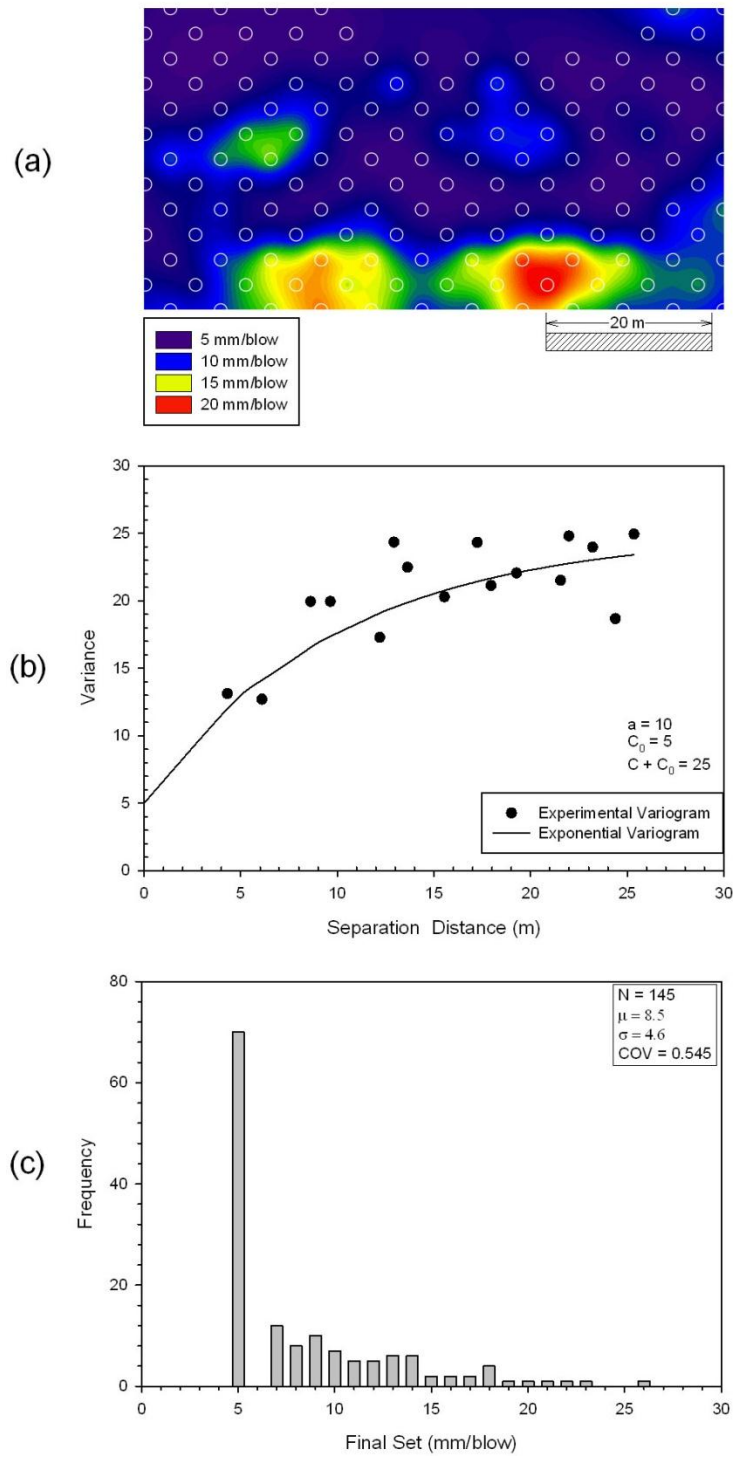 (a)
20 m
5 mm/blow
10 mm/blow
15 mm/blow
20 mm/blow
(b)
Variance
30
25
20
15
10
5
0
a = 10
C₀ = 5
C + C₀ = 25
Experimental Variogram
Exponential Variogram
0 5 10 15 20 25 30
Separation Distance (m)
(c)
Frequency
80
60
40
20
0
N = 145
μ = 8.5
σ = 4.6
COV = 0.545
0 5 10 15 20 25 30
Final Set (mm/blow)